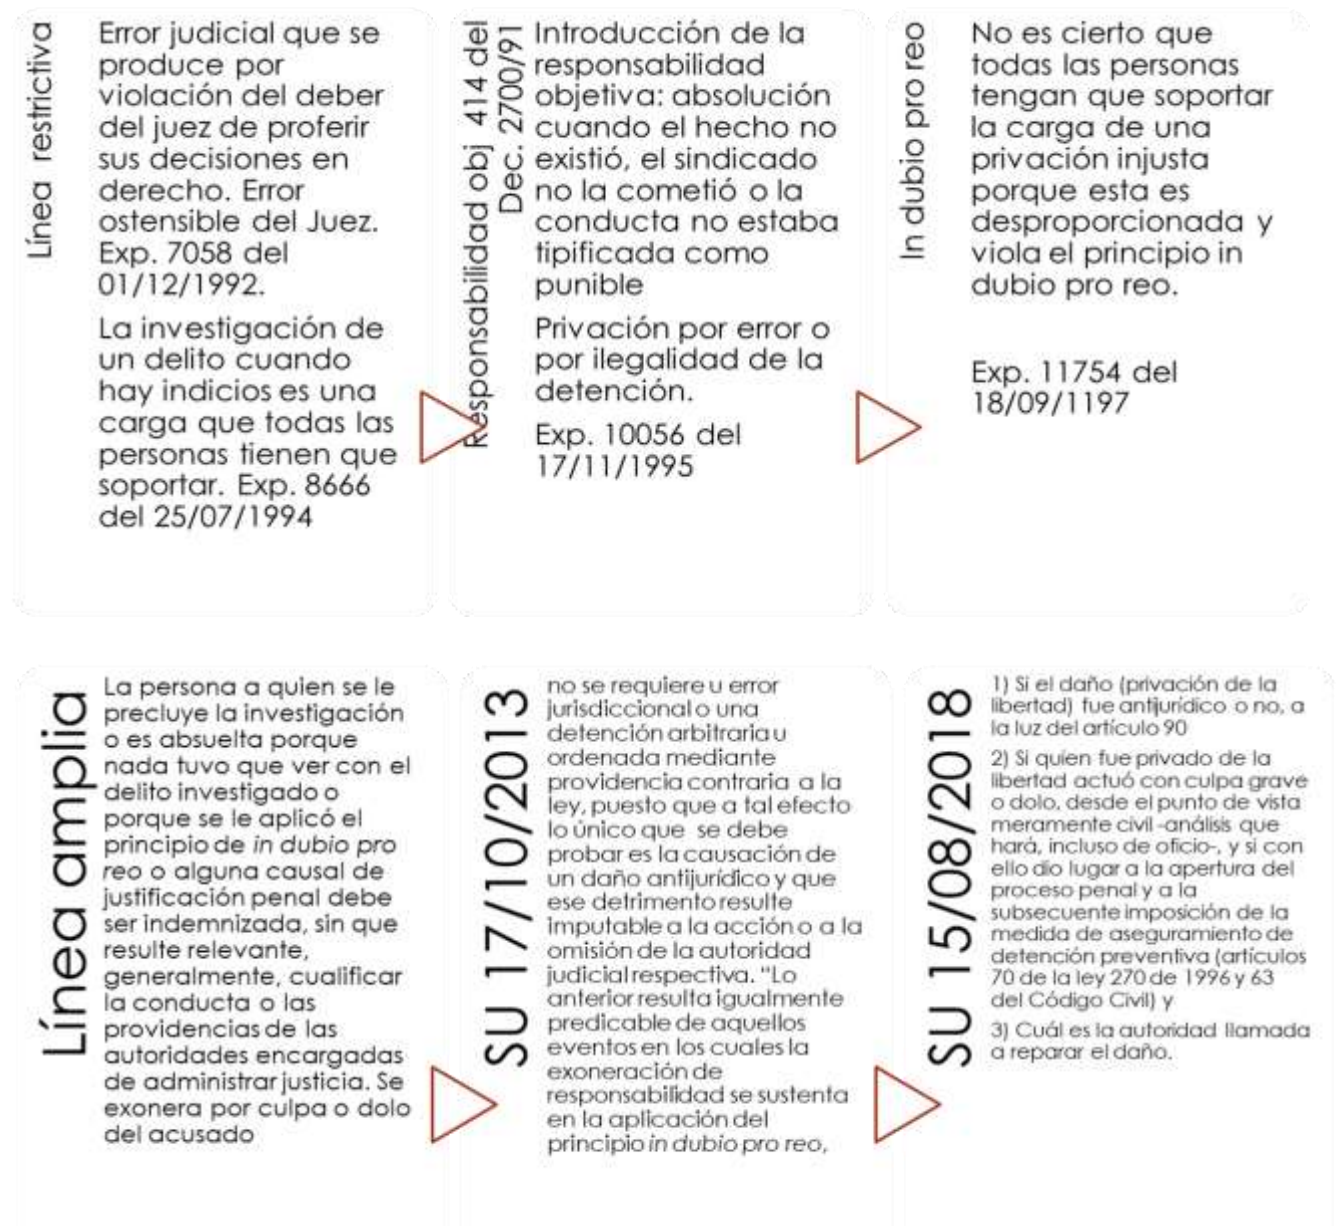 Línea restrictiva
Error judicial que se
produce por
violación del deber
del juez de proferir
sus decisiones en
derecho. Error
ostensible del Juez.
Exp. 7058 del
01/12/1992.
La investigación de
un delito cuando
hay indicios es una
carga que todas las
personas tienen que
soportar. Exp. 8666
del 25/07/1994
Responsabilidad obj 414 del
Dec. 2700/91
Introducción de la
responsabilidad
objetiva: absolución
cuando el hecho no
existió, el sindicado
no la cometió o la
conducta no estaba
tipificada como
punible
Privación por error o
por ilegalidad de la
detención.
Exp. 10056 del
17/11/1995
In dubio pro reo
No es cierto que
todas las personas
tengan que soportar
la carga de una
privación injusta
porque esta es
desproporcionada y
viola el principio in
dubio pro reo.
Exp. 11754 del
18/09/1197
Línea amplia
La persona a quien se le
precluye la investigación
o es absuelta porque
nada tuvo que ver con el
delito investigado o
porque se le aplicó el
principio de in dubio pro
reo o alguna causal de
justificación penal debe
ser indemnizada, sin que
resulte relevante,
generalmente, cualificar
la conducta o las
providencias de las
autoridades encargadas
de administrar justicia. Se
exonera por culpa o dolo
del acusado
SU 17/10/2013
no se requiere u error
jurisdiccional o una
detención arbitraria u
ordenada mediante
providencia contraria a la
ley, puesto que a tal efecto
lo único que se debe
probar es la causación de
un daño antijurídico y que
ese detrimento resulte
imputable a la acción o a la
omisión de la autoridad
judicial respectiva. “Lo
anterior resulta igualmente
predicable de aquellos
eventos en los cuales la
exoneración de
responsabilidad se sustenta
en la aplicación del
principio in dubio pro reo,
SU 15/08/2018
1) Si el daño (privación de la
libertad) fue antijurídico o no, a
la luz del artículo 90
2) Si quien fue privado de la
libertad actuó con culpa grave
o dolo, desde el punto de vista
meramente civil -análisis que
hará, incluso de oficio-, y si con
ello dio lugar a la apertura del
proceso penal y a la
subsecuente imposición de la
medida de aseguramiento de
detención preventiva (artículos
70 de la ley 270 de 1996 y 63
del Código Civil) y
3) Cuál es la autoridad llamada
a reparar el daño.